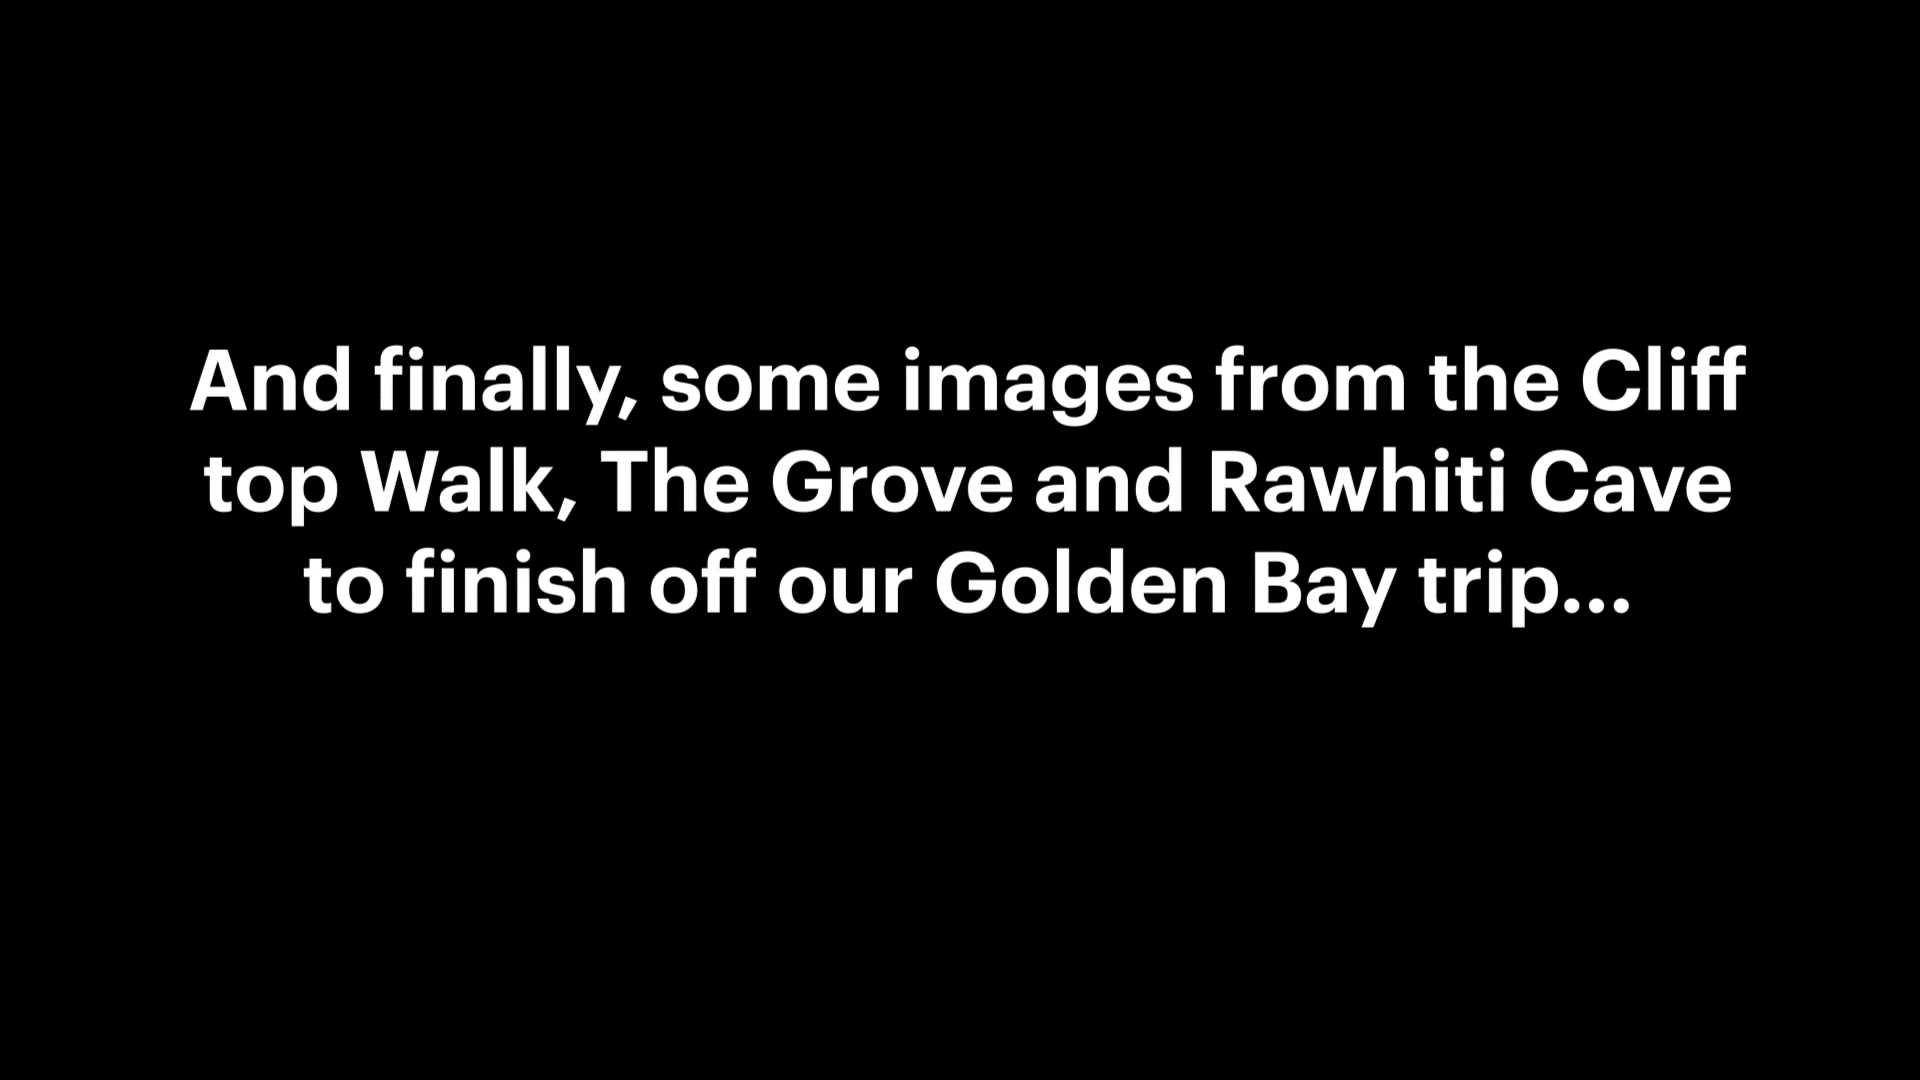 And finally, some images from the Cliff
top Walk, The Grove and Rawhiti Cave
to finish off our Golden Bay trip...